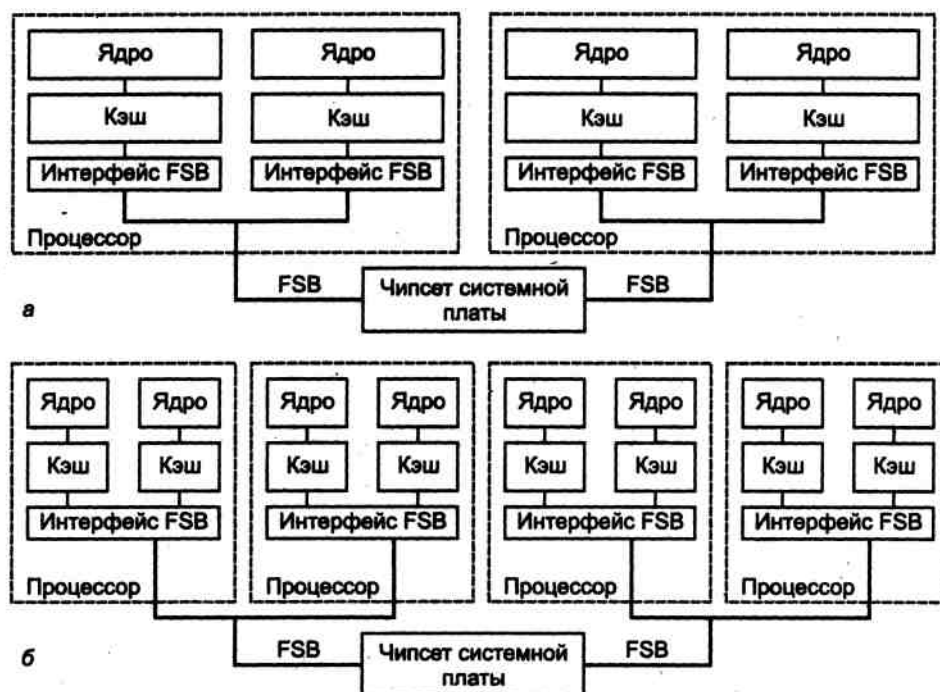 Ядро Ядро Ядро Ядро
Кэш Кэш Кэш Кэш
Интерфейс FSB Интерфейс FSB Интерфейс FSB Интерфейс FSB
Процессор Процессор
FSB Чипсет системной FSB
а платы
Ядро Ядро Ядро Ядро Ядро Ядро Ядро Ядро
Кэш Кэш Кэш Кэш Кэш Кэш Кэш Кэш
Интерфейс FSB Интерфейс FSB Интерфейс FSB Интерфейс FSB
Процессор Процессор Процессор Процессор
б FSB Чипсет системной FSB
платы